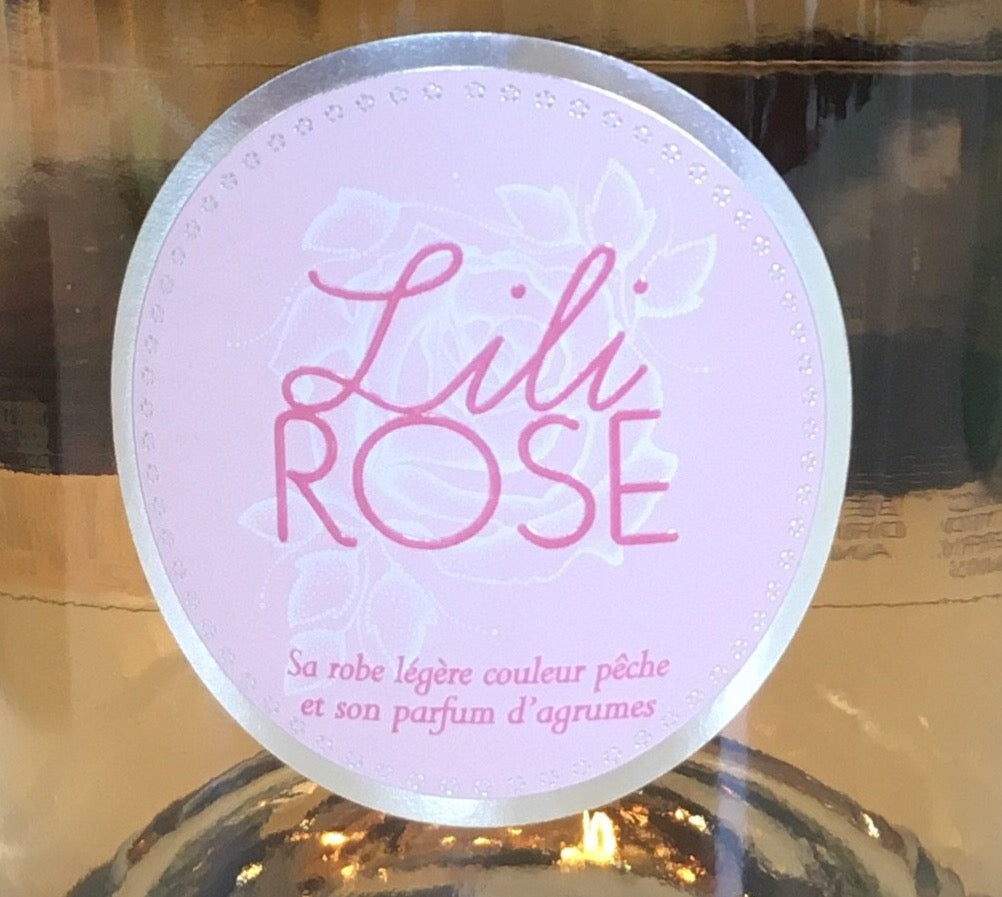 Lili
ROSE
Sa robe légère couleur pêche
et son parfum d'agrumes